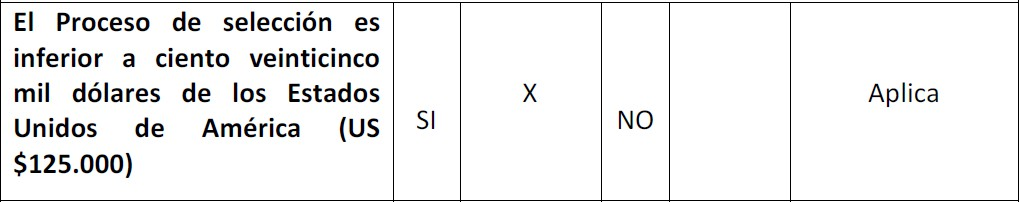 El Proceso de selección es
inferior a ciento veinticinco
mil dólares de los Estados
Unidos de América (US
$125.000)
SI
X
NO
Aplica